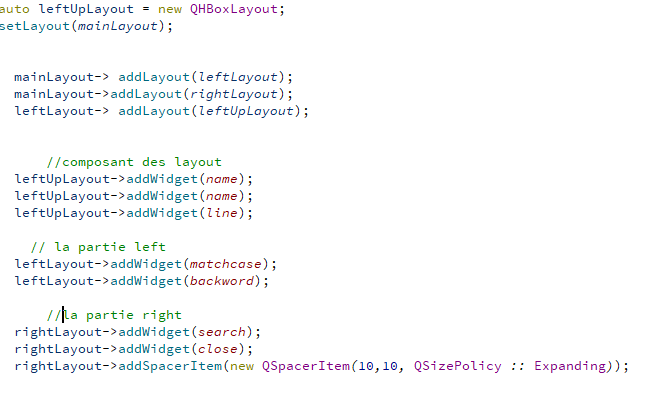 auto leftUpLayout = new QHBoxLayout;
setLayout(mainLayout);
mainLayout-> addLayout(leftLayout);
mainLayout->addLayout(rightLayout);
leftLayout-> addLayout(leftUpLayout);
//composant des layout
leftUpLayout->addWidget(name);
leftUpLayout->addWidget(name);
leftUpLayout->addWidget(line);
// la partie left
leftLayout->addWidget(matchcase);
leftLayout->addWidget(backword);
//la partie right
rightLayout->addWidget(search);
rightLayout->addWidget(close);
rightLayout->addSpacerItem(new QSpacerItem(10,10, QSizePolicy :: Expanding));